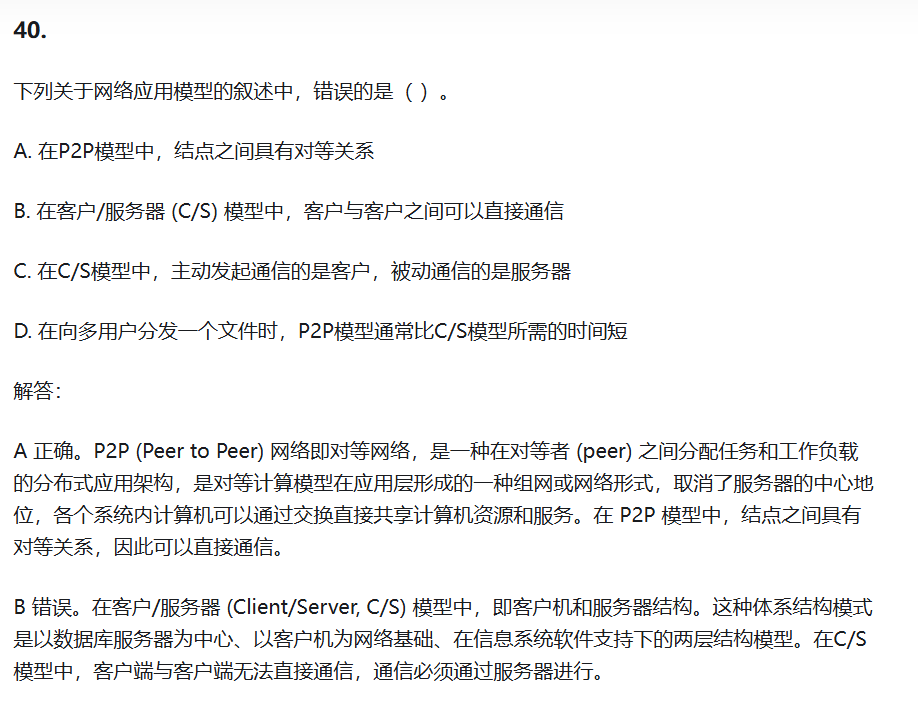 40.
下列关于网络应用模型的叙述中，错误的是（ ）。
A. 在P2P模型中，结点之间具有对等关系
B. 在客户/服务器 (C/S) 模型中，客户与客户之间可以直接通信
C. 在C/S模型中，主动发起通信的是客户，被动通信的是服务器
D. 在向多用户分发一个文件时，P2P模型通常比C/S模型所需的时间短
解答：
A 正确。P2P (Peer to Peer) 网络即对等网络，是一种在对等者 (peer) 之间分配任务和工作负载
的分布式应用架构，是对等计算模型在应用层形成的一种组网或网络形式，取消了服务器的中心地
位，各个系统内计算机可以通过交换直接共享计算机资源和服务。在 P2P 模型中，结点之间具有
对等关系，因此可以直接通信。
B 错误。在客户/服务器 (Client/Server, C/S) 模型中，即客户机和服务器结构。这种体系结构模式
是以数据库服务器为中心、以客户机为网络基础、在信息系统软件支持下的两层结构模型。在C/S
模型中，客户端与客户端无法直接通信，通信必须通过服务器进行。